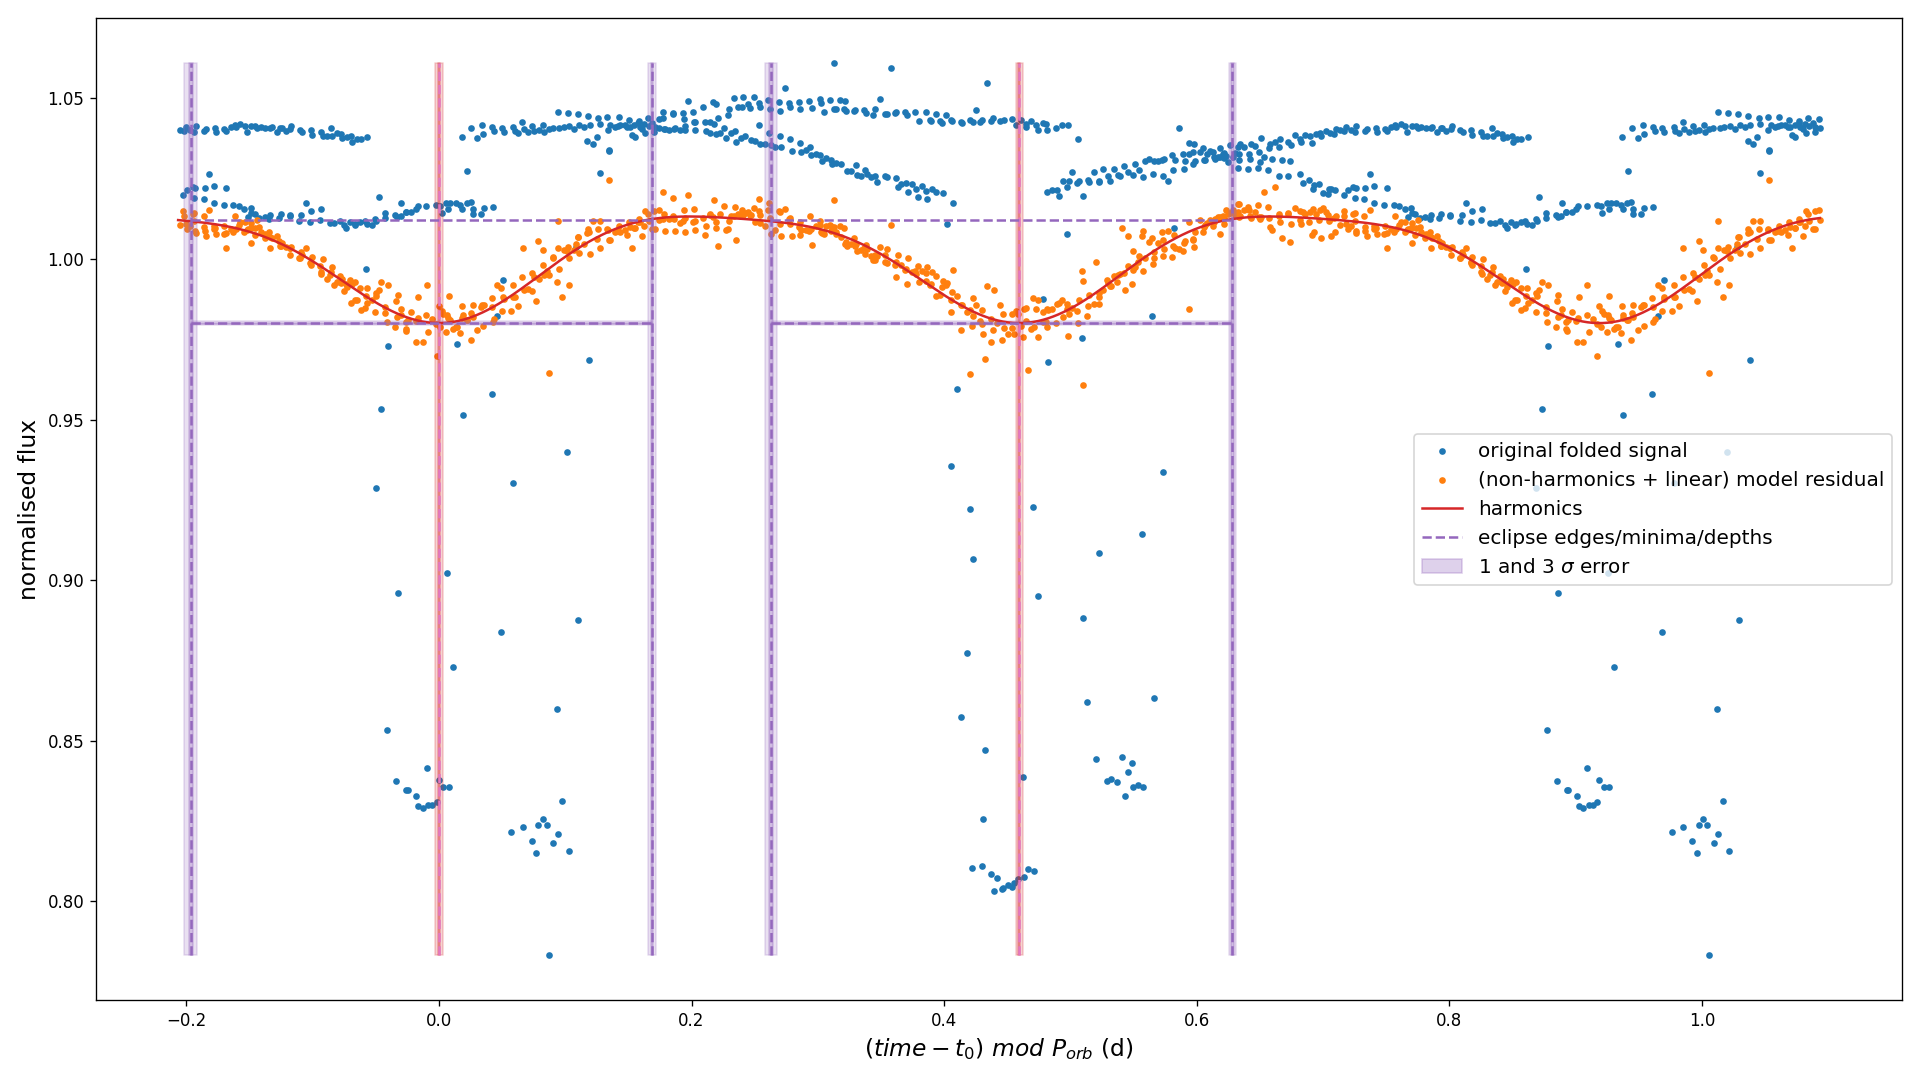 normalised flux
1.05
1.00
0.95
0.90
0.85
0.80
original folded signal
(non-harmonics + linear) model residual
harmonics
eclipse edges/minima/depths
1 and 3 σ error
−0.2 0.0 0.2 0.4 0.6 0.8 1.0
(time − t₀) mod Pₒᵣb (d)